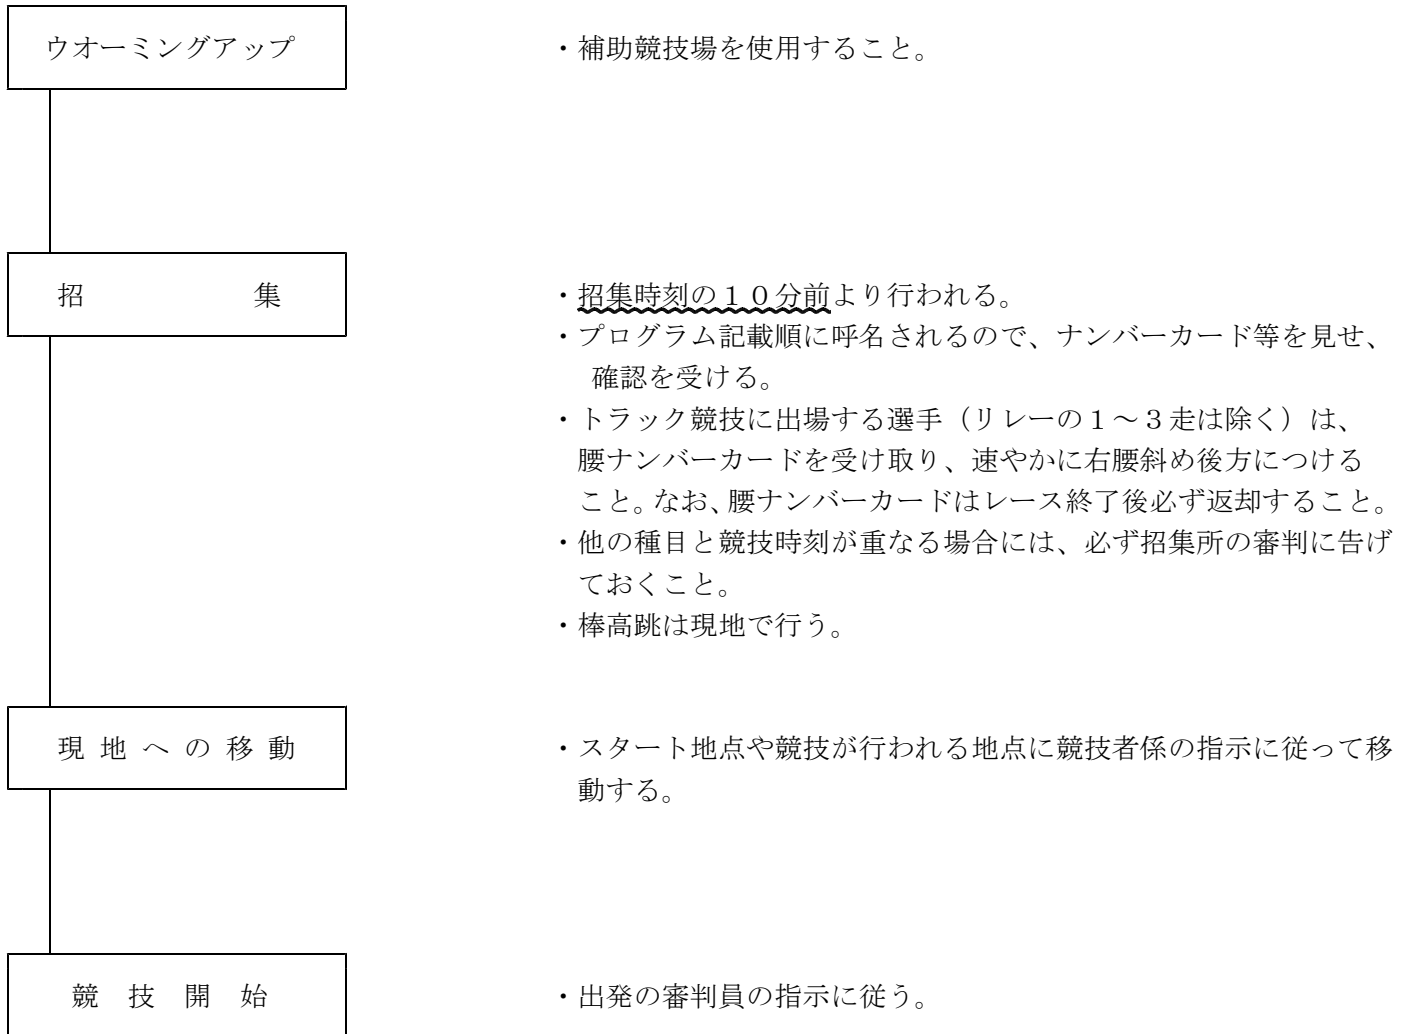 ウオーミングアップ
・補助競技場を使用すること。
招集
・招集時刻の１０分前より行われる。
・プログラム記載順に呼名されるので、ナンバーカード等を見せ、
確認を受ける。
・トラック競技に出場する選手（リレーの１～３走は除く）は、
腰ナンバーカードを受け取り、速やかに右腰斜め後方につける
こと。なお、腰ナンバーカードはレース終了後必ず返却すること。
・他の種目と競技時刻が重なる場合には、必ず招集所の審判に告げ
ておくこと。
・棒高跳は現地で行う。
現地への移動
・スタート地点や競技が行われる地点に競技者係の指示に従って移
動する。
競技開始
・出発の審判員の指示に従う。